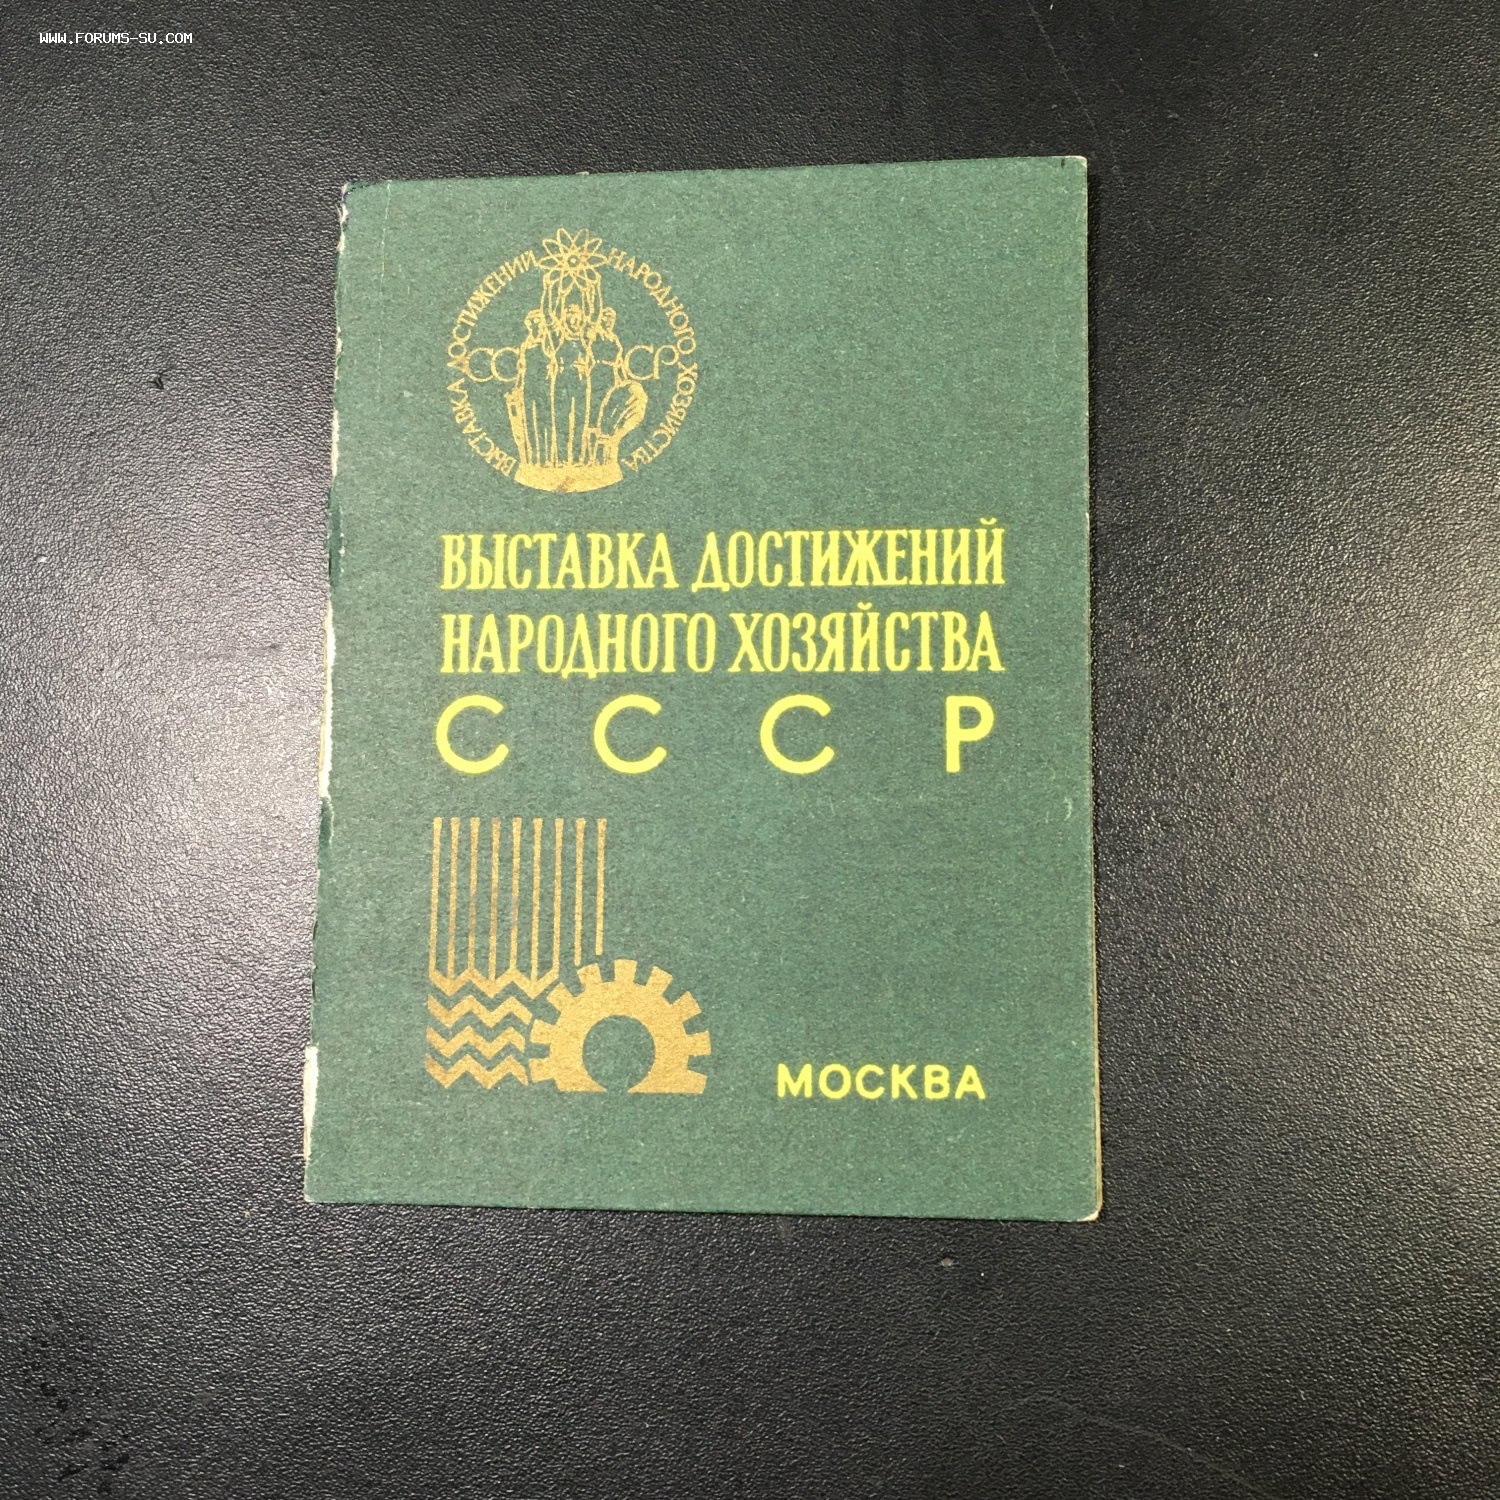 WWW.FORUMS-SU.COM
ВЫСТАВКА ДОСТИЖЕНИЙ НАРОДНОГО ХОЗЯЙСТВА
СССР
ВЫСТАВКА ДОСТИЖЕНИЙ
НАРОДНОГО ХОЗЯЙСТВА
СССР
МОСКВА